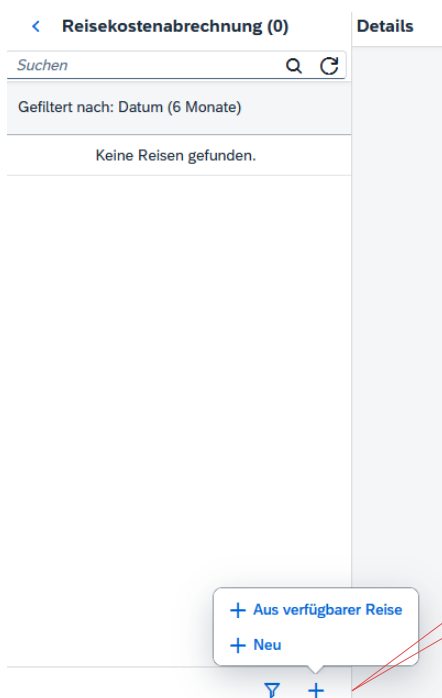 Reisekostenabrechnung (0) Details
Suchen
Gefiltert nach: Datum (6 Monate)
Keine Reisen gefunden.
Aus verfügbarer Reise
Neu